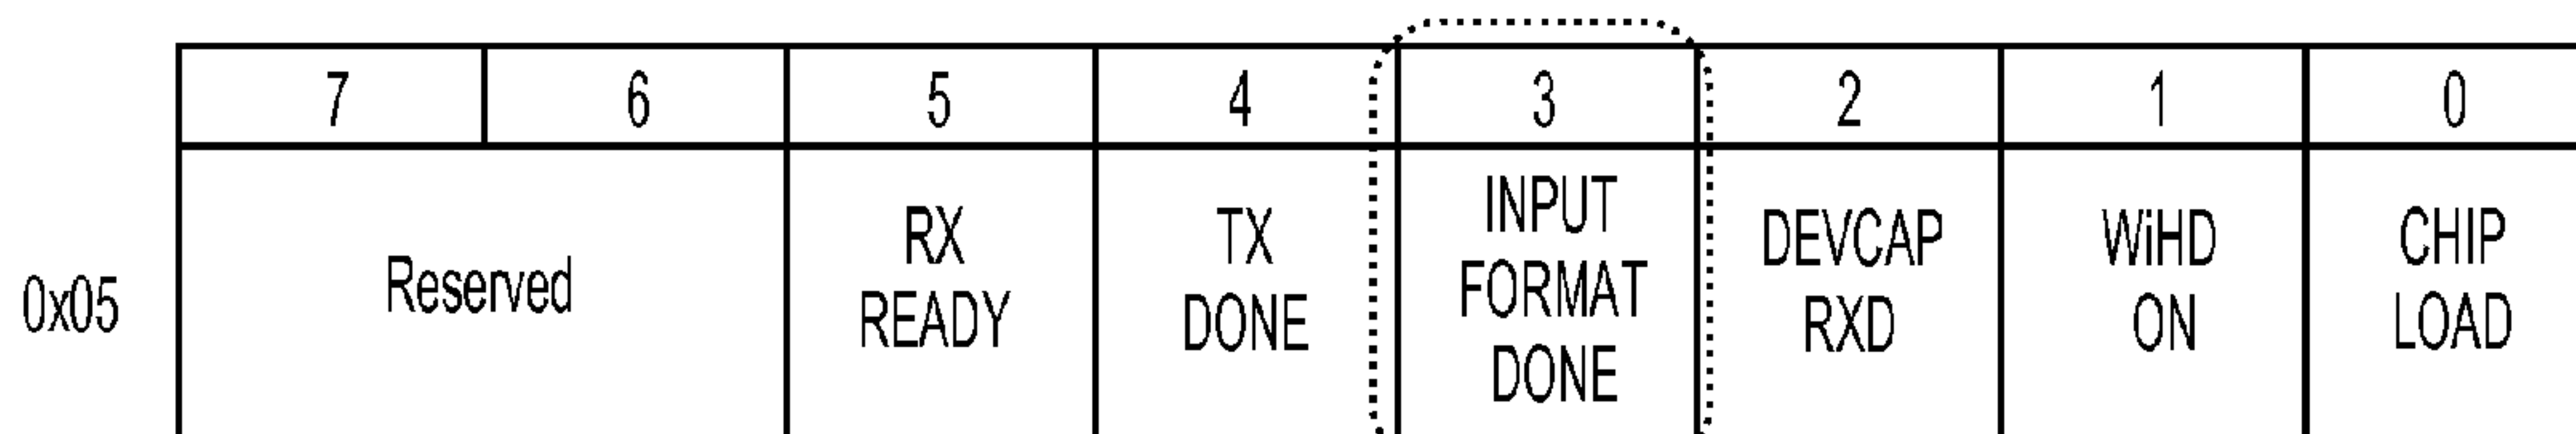 7 6 5 4 3 2 1 0
0x05
Reserved
RX
READY
TX
DONE
INPUT
FORMAT
DONE
DEVCAP
RXD
WiHD
ON
CHIP
LOAD